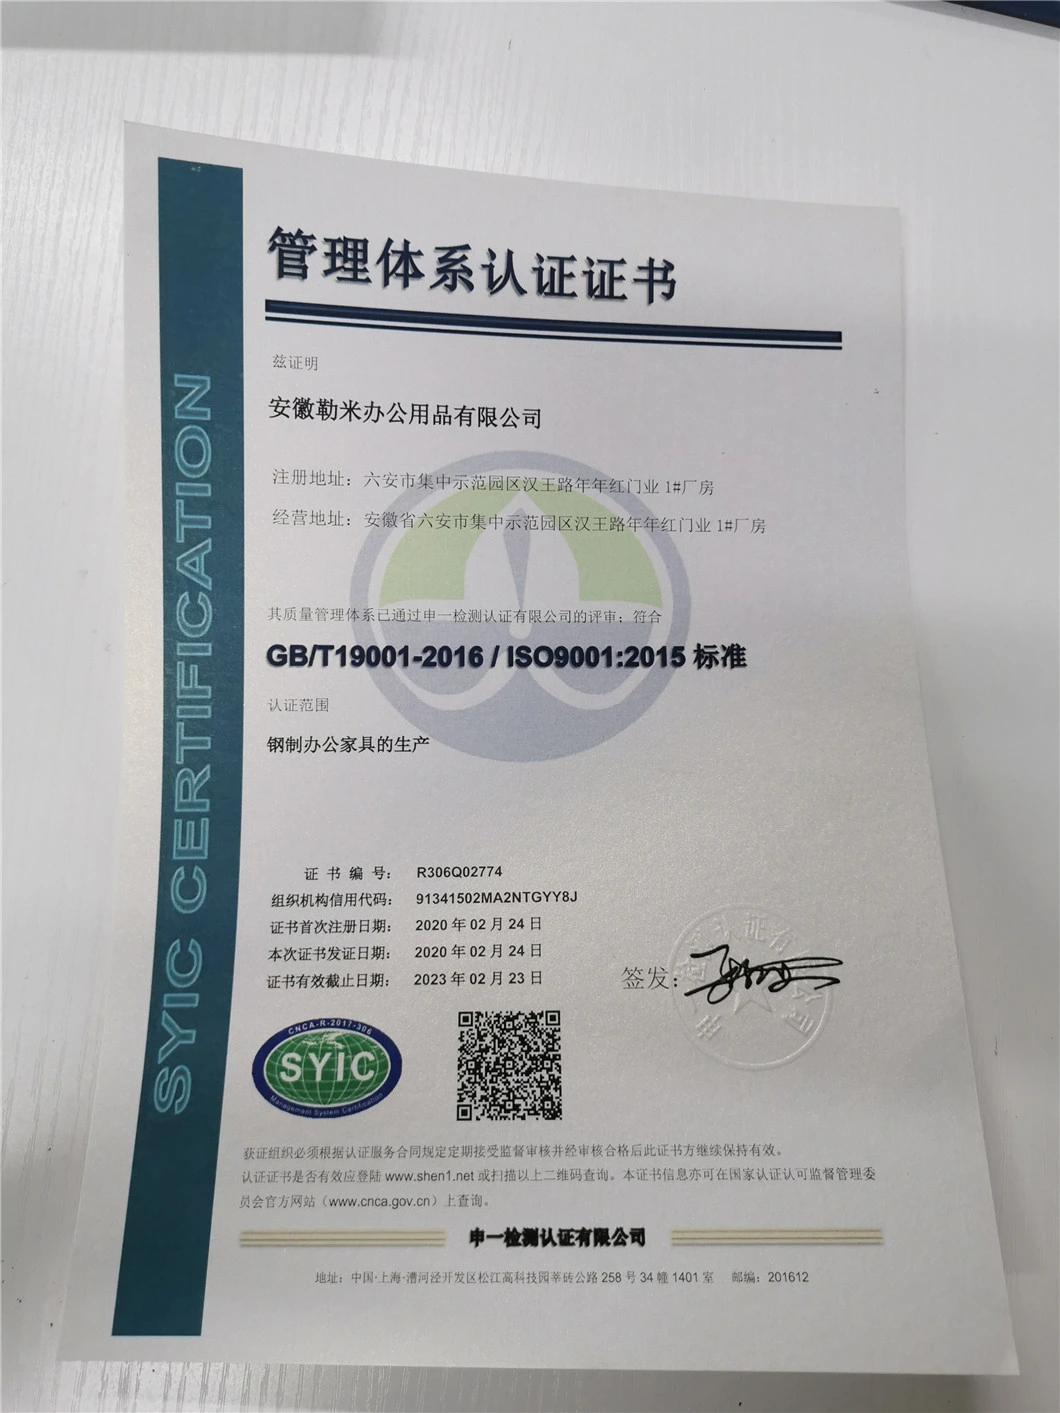 管理体系认证证书
兹证明
安徽勒米办公用品有限公司
注册地址：六安市集中示范园区汉王路年年红门业 1#厂房
经营地址：安徽省六安市集中示范园区汉王路年年红门业 1#厂房
其质量管理体系已通过申一检测认证有限公司的评审；符合
GB/T19001-2016 / ISO9001:2015 标准
认证范围
钢制办公家具的生产
证书编号： R306Q02774
组织机构信用代码： 91341502MA2NTGYY8J
证书首次注册日期： 2020 年 02 月 24 日
本次证书发证日期： 2020 年 02 月 24 日
证书有效截止日期： 2023 年 02 月 23 日
签发：
CNCA-R-2017-306
SYIC
Management System Certification
获证组织必须根据认证服务合同规定定期接受监督审核并经审核合格后此证书方继续保持有效。
认证证书是否有效应登陆 www.shen1.net 或扫描以上二维码查询。本证书信息亦可在国家认证认可监督管理委
员会官方网站（www.cnca.gov.cn）上查询。
申一检测认证有限公司
地址：中国·上海·漕河泾开发区松江高科技园莘砖公路 258 号 34 幢 1401 室 邮编：201612
SYIC CERTIFICATION